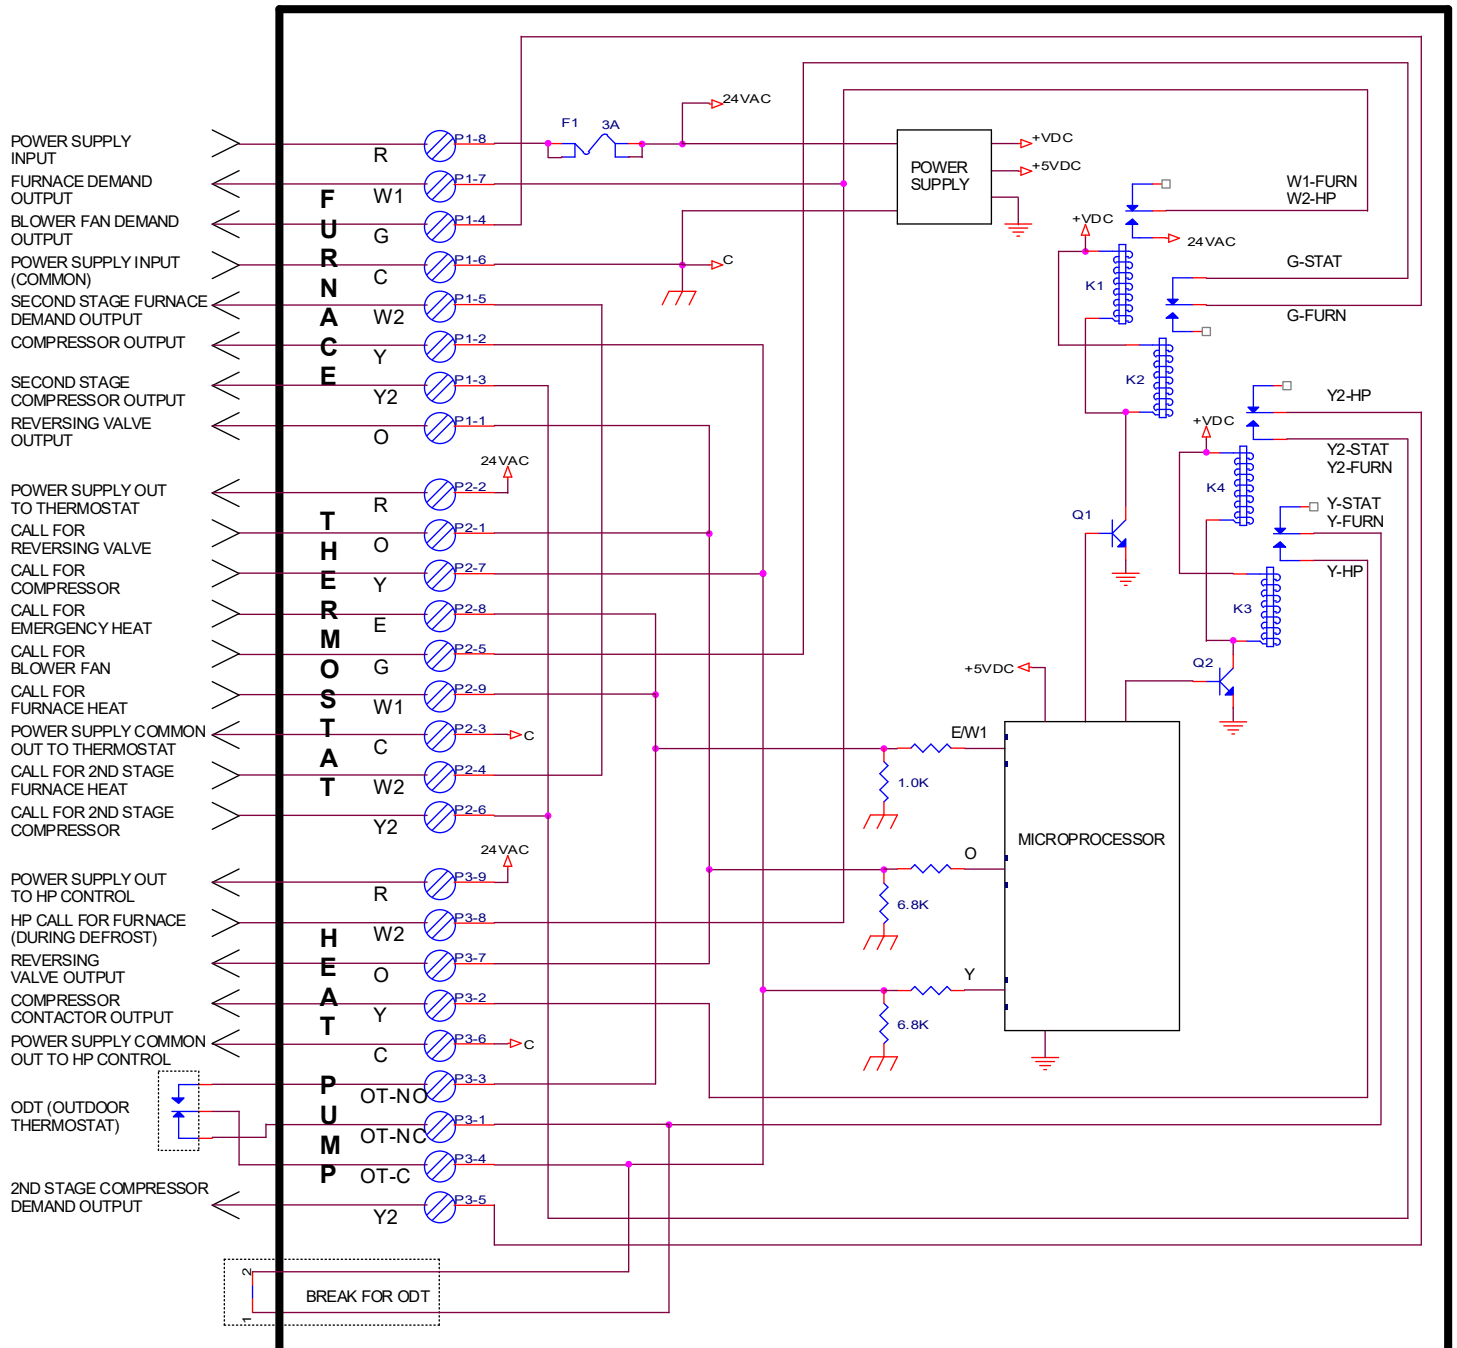 24VAC
F1 3A
POWER SUPPLY
INPUT
R
P1-8
POWER
SUPPLY
+VDC
+5VDC
FURNACE DEMAND
OUTPUT
W1
P1-7
W1-FURN
W2-HP
BLOWER FAN DEMAND
OUTPUT
G
P1-4
+VDC
24VAC
POWER SUPPLY INPUT
(COMMON)
C
P1-6
C
K1
G-STAT
SECOND STAGE FURNACE
DEMAND OUTPUT
W2
P1-5
G-FURN
COMPRESSOR OUTPUT
Y
P1-2
K2
SECOND STAGE
COMPRESSOR OUTPUT
Y2
P1-3
Y2-HP
REVERSING VALVE
OUTPUT
O
P1-1
+VDC
FURNACE
Y2-STAT
Y2-FURN
24VAC
POWER SUPPLY OUT
TO THERMOSTAT
R
P2-2
K4
Y-STAT
Y-FURN
Q1
CALL FOR
REVERSING VALVE
O
P2-1
CALL FOR
COMPRESSOR
Y
P2-7
Y-HP
CALL FOR
EMERGENCY HEAT
E
P2-8
K3
CALL FOR
BLOWER FAN
G
P2-5
+5VDC
Q2
CALL FOR
FURNACE HEAT
W1
P2-9
POWER SUPPLY COMMON
OUT TO THERMOSTAT
C
P2-3
C
E/W1
CALL FOR 2ND STAGE
FURNACE HEAT
W2
P2-4
1.0K
CALL FOR 2ND STAGE
COMPRESSOR
Y2
P2-6
THERMOSTAT
MICROPROCESSOR
24VAC
O
POWER SUPPLY OUT
TO HP CONTROL
R
P3-9
6.8K
HP CALL FOR FURNACE
(DURING DEFROST)
W2
P3-8
REVERSING
VALVE OUTPUT
O
P3-7
Y
COMPRESSOR
CONTACTOR OUTPUT
Y
P3-2
6.8K
POWER SUPPLY COMMON
OUT TO HP CONTROL
C
P3-6
C
OT-NO
P3-3
ODT (OUTDOOR
THERMOSTAT)
OT-NC
P3-1
OT-C
P3-4
2ND STAGE COMPRESSOR
DEMAND OUTPUT
Y2
P3-5
HEAT PUMP
2
BREAK FOR ODT
1